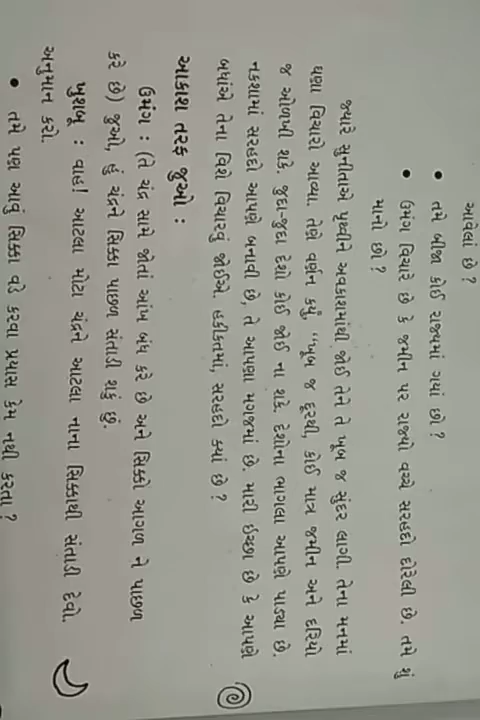 આવેલાં છે ?
• તમે બીજા કોઈ રાજ્યમાં ગયાં છો ?
• ઉમંગ વિચારે છે કે જમીન પર રાજ્યો વચ્ચે સરહદો દોરેલી છે. તમે શું
માનો છો ?
જ્યારે સુનીતાએ પૃથ્વીને અવકાશમાંથી જોઈ તેને તે ખૂબ જ સુંદર લાગી. તેના મનમાં
ઘણા વિચારો આવ્યા. તેણે વર્ણન કર્યું, ‘‘ખૂબ જ દૂરથી, કોઈ માત્ર જમીન અને દરિયો
જ ઓળખી શકે. જુદા-જુદા દેશો કોઈ જોઈ ના શકે. દેશોના ભાગલા આપણે પાડ્યા છે.
નકશામાં સરહદો આપણે બનાવી છે, તે આપણા મગજમાં છે. મારી ઈચ્છા છે કે આપણે
બધાંએ તેના વિશે વિચારવું જોઈએ. હકીકતમાં, સરહદો ક્યાં છે ?
આકાશ તરફ જુઓ :
ઉમંગ : (તે ચંદ્ર સામે જોતાં આંખ બંધ કરે છે અને સિક્કો આગળ ને પાછળ
કરે છે) જુઓ, હું ચંદ્રને સિક્કા પાછળ સંતાડી શકું છું.
ખુશબૂ : વાહ! આટલા મોટા ચંદ્રને આટલા નાના સિક્કાથી સંતાડી દેવો.
અનુમાન કરો.
• તમે પણ આવું સિક્કા વડે કરવા પ્રયાસ કેમ નથી કરતા ?